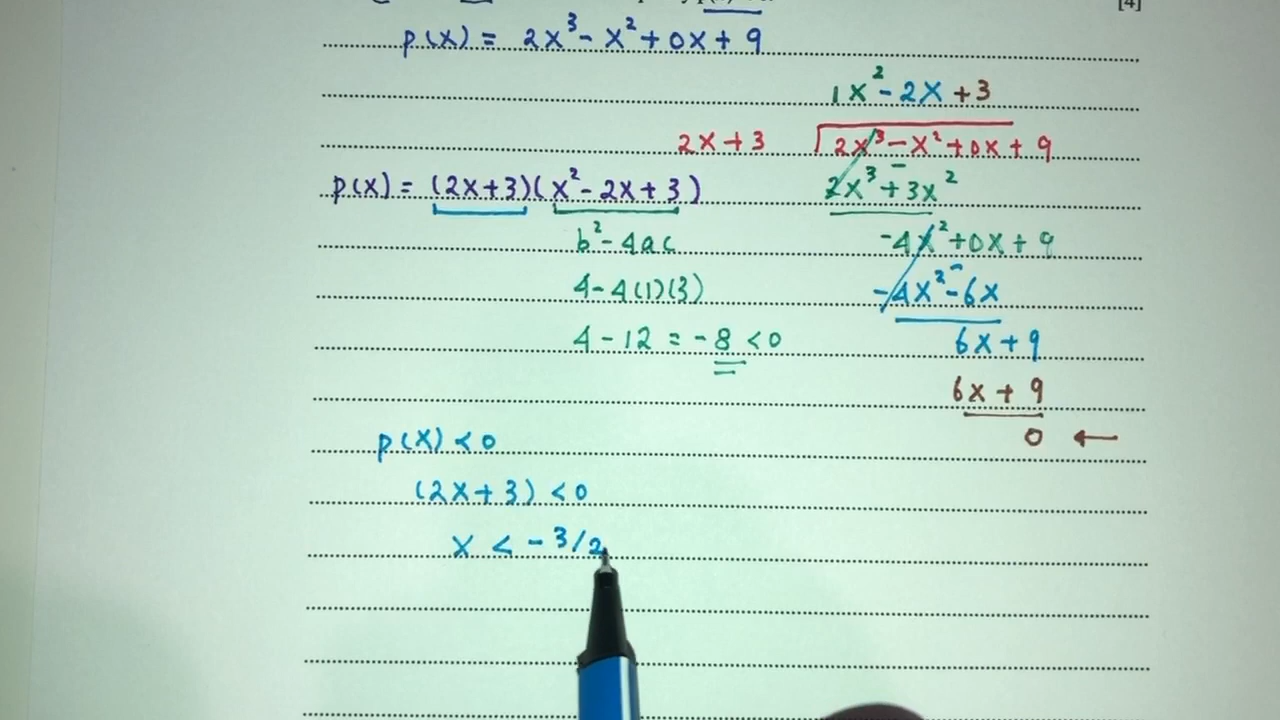 [4]
p(x) = 2x³ - x² + 0x + 9
1x² - 2x + 3
2x + 3 2x³ - x² + 0x + 9
p(x) = (2x+3)(x² - 2x + 3) 2x³ + 3x²
b² - 4ac -4x² + 0x + 9
4 - 4(1)(3) -4x² - 6x
4 - 12 = -8 < 0 6x + 9
6x + 9
p(x) < 0 0 ←
(2x + 3) < 0
x < -3/2